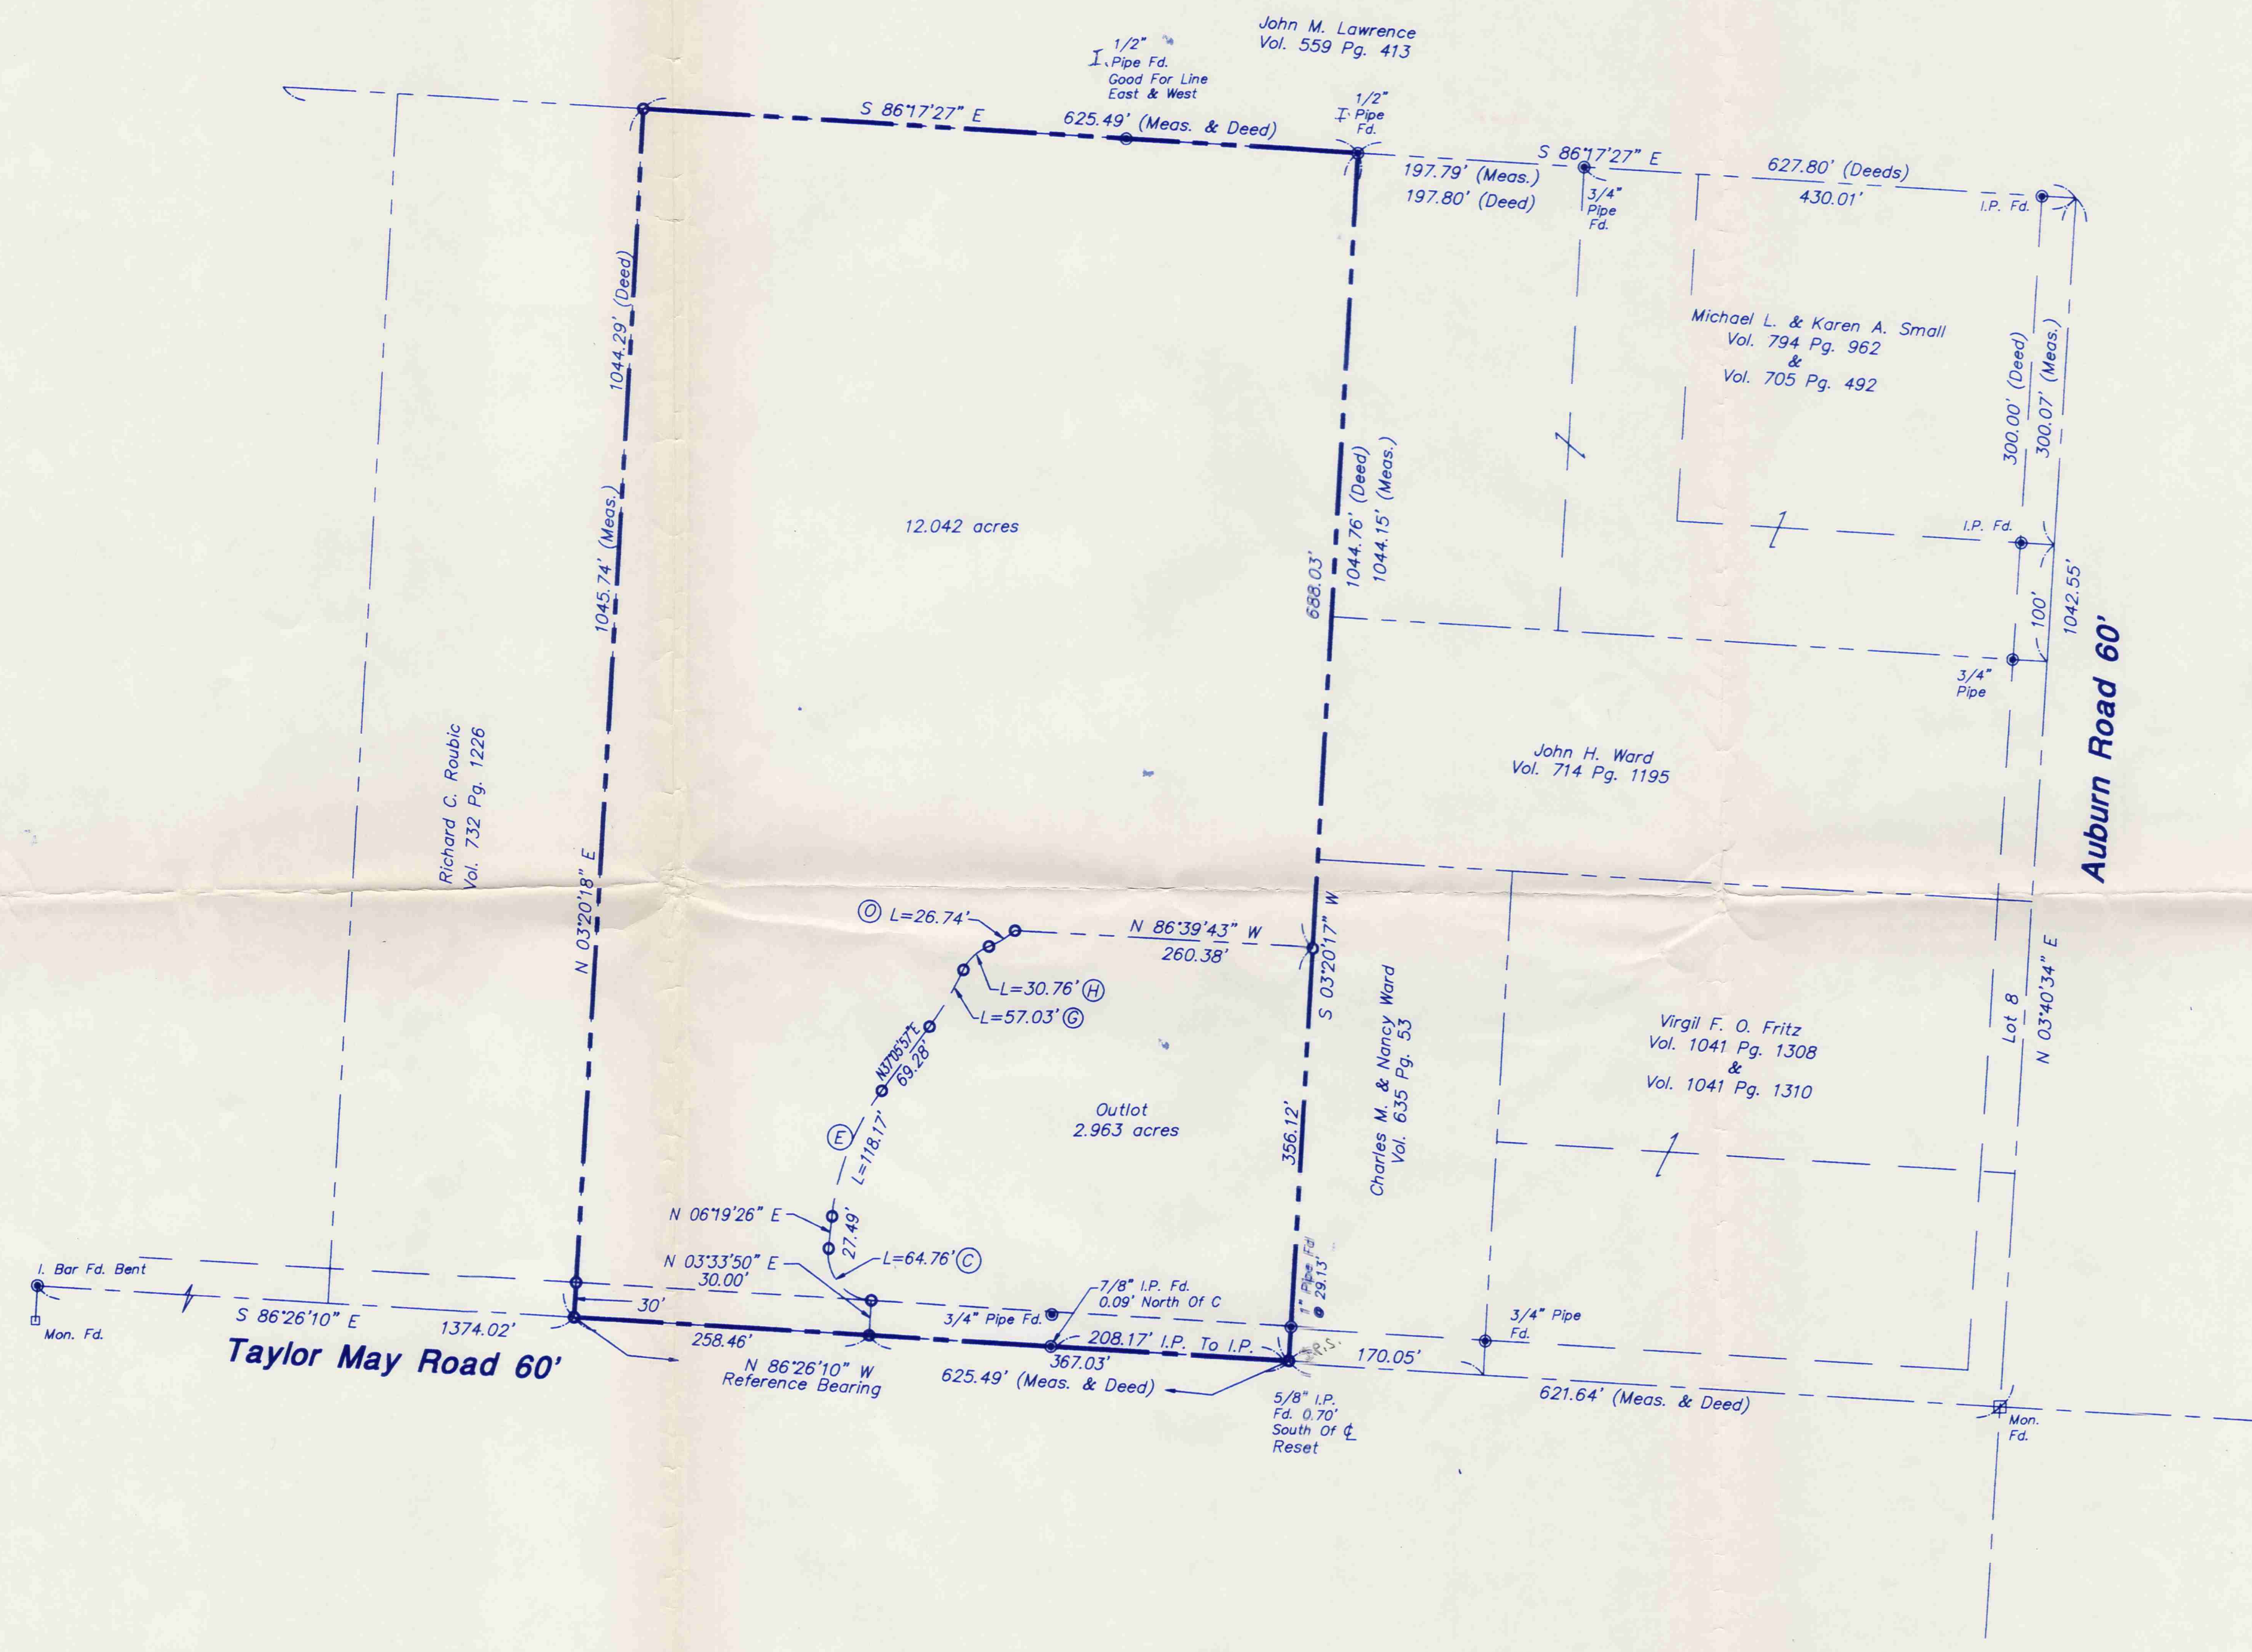 John M. Lawrence
Vol. 559 Pg. 413
1/2"
I. Pipe Fd.
Good For Line
East & West
1/2"
I. Pipe
Fd.
S 86°17'27" E
625.49' (Meas. & Deed)
S 86°17'27" E
197.79' (Meas.)
197.80' (Deed)
3/4"
Pipe
Fd.
627.80' (Deeds)
430.01'
I.P. Fd.
Michael L. & Karen A. Small
Vol. 794 Pg. 962
&
Vol. 705 Pg. 492
300.00' (Deed)
300.07' (Meas.)
1044.29' (Deed)
1045.74' (Meas.)
12.042 acres
688.03'
1044.76' (Deed)
1044.15' (Meas.)
I.P. Fd.
100'
1042.55'
3/4"
Pipe
Auburn Road 60'
Richard C. Roubic
Vol. 732 Pg. 1226
John H. Ward
Vol. 714 Pg. 1195
N 03°20'18" E
O L=26.74'
N 86°39'43" W
260.38'
L=30.76' H
L=57.03' G
N37°05'57"E
69.28'
S 03°20'17" W
Charles M. & Nancy Ward
Vol. 635 Pg. 53
Virgil F. O. Fritz
Vol. 1041 Pg. 1308
&
Vol. 1041 Pg. 1310
Lot 8
N 03°40'34" E
Outlot
2.963 acres
E
L=118.17'
356.12'
N 06°19'26" E
27.49'
N 03°33'50" E
30.00'
L=64.76' C
1" Pipe Fd
@ 29.13'
I. Bar Fd. Bent
Mon. Fd.
S 86°26'10" E
1374.02'
30'
7/8" I.P. Fd.
0.09' North Of C
3/4" Pipe Fd.
3/4" Pipe
Fd.
Taylor May Road 60'
258.46'
208.17' I.P. To I.P.
367.03'
170.05'
N 86°26'10" W
Reference Bearing
625.49' (Meas. & Deed)
5/8" I.P.
Fd. 0.70'
South Of ℄
Reset
621.64' (Meas. & Deed)
Mon.
Fd.